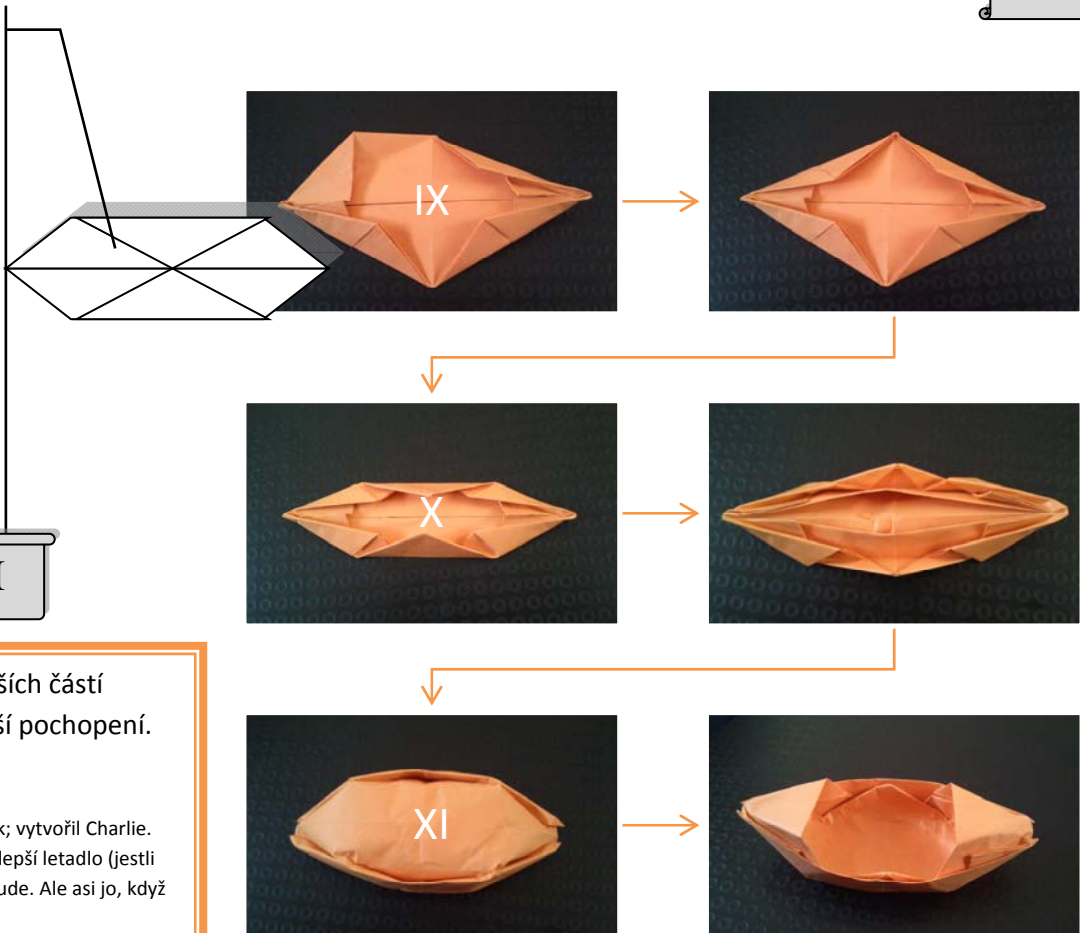 IX
X
ších částí
ší pochopení.
k; vytvořil Charlie.
lepší letadlo (jestli
ude. Ale asi jo, když
XI